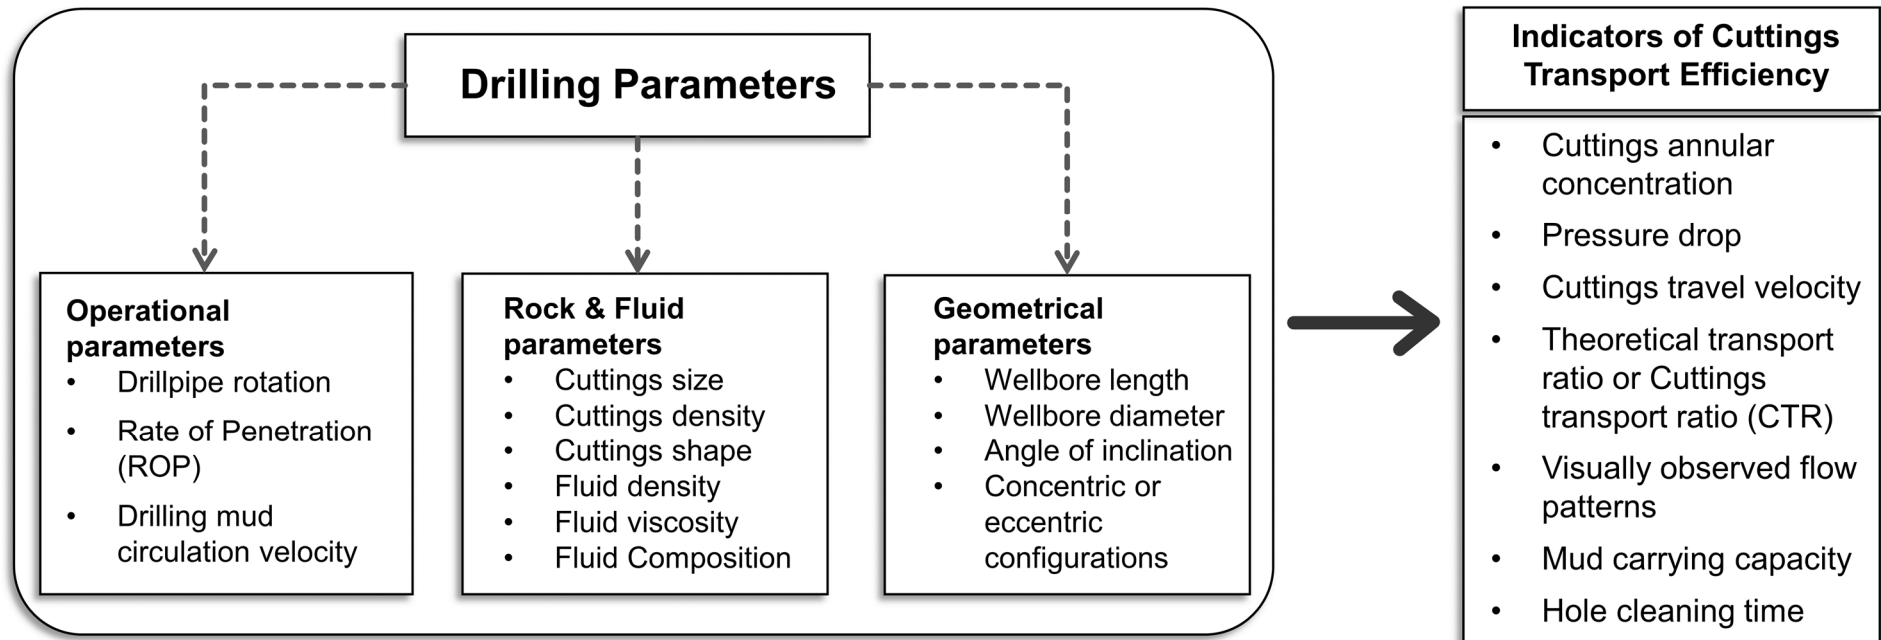 Drilling Parameters
Operational
parameters
• Drillpipe rotation
• Rate of Penetration
(ROP)
• Drilling mud
circulation velocity
Rock & Fluid
parameters
• Cuttings size
• Cuttings density
• Cuttings shape
• Fluid density
• Fluid viscosity
• Fluid Composition
Geometrical
parameters
• Wellbore length
• Wellbore diameter
• Angle of inclination
• Concentric or
eccentric
configurations
Indicators of Cuttings
Transport Efficiency
• Cuttings annular
concentration
• Pressure drop
• Cuttings travel velocity
• Theoretical transport
ratio or Cuttings
transport ratio (CTR)
• Visually observed flow
patterns
• Mud carrying capacity
• Hole cleaning time